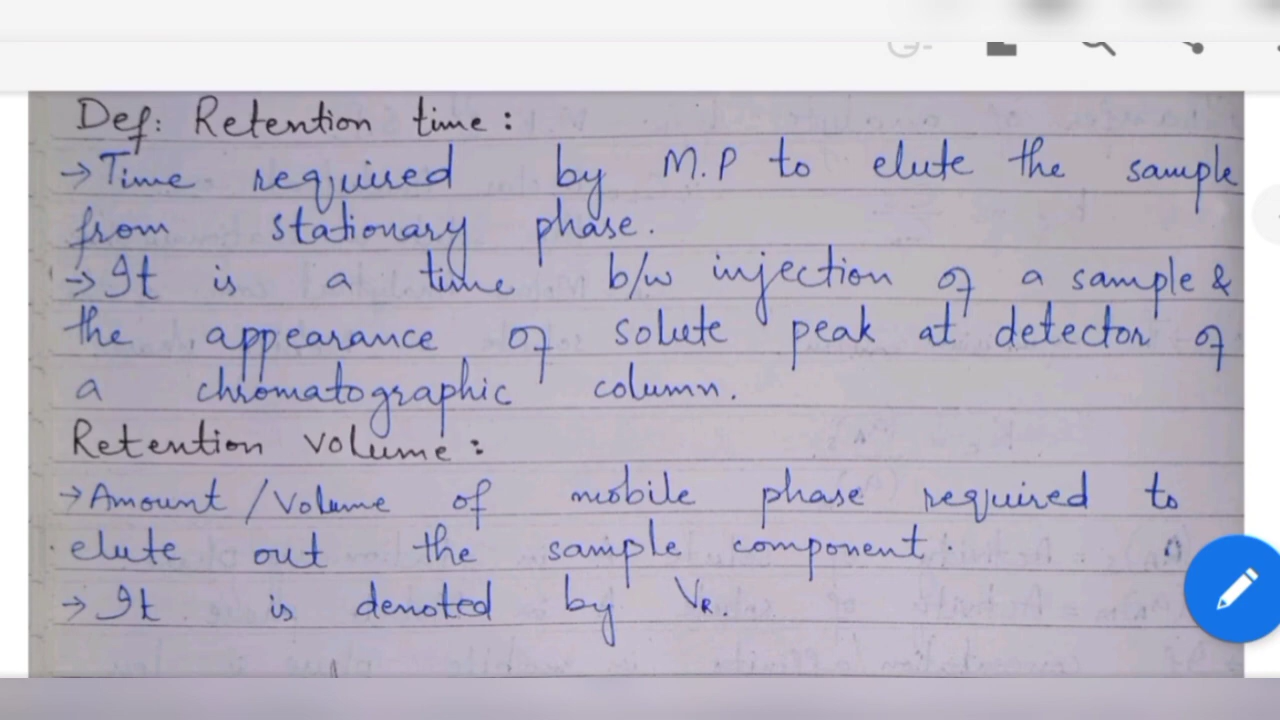 Def: Retention time:
→ Time required by M.P to elute the sample
from stationary phase.
→ It is a time b/w injection of a sample &
the appearance of solute peak at detector of
a chromatographic column.
Retention volume:
→ Amount / Volume of mobile phase required to
elute out the sample component.
→ It is denoted by VR.